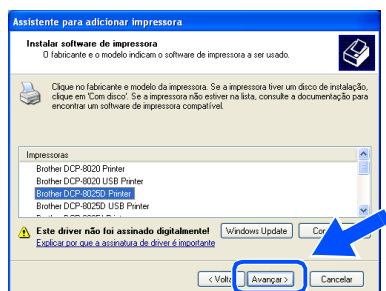 Assistente para adicionar impressora
Instalar software de impressora
O fabricante e o modelo indicam o software de impressora a ser usado.
Clique no fabricante e modelo da impressora. Se a impressora tiver um disco de instalação,
clique em 'Com disco'. Se a impressora não estiver na lista, consulte a documentação para
encontrar um software de impressora compatível.
Impressoras
Brother DCP-8020 Printer
Brother DCP-8020 USB Printer
Brother DCP-8025D Printer
Brother DCP-8025D USB Printer
Este driver não foi assinado digitalmente!
Windows Update
Explicar por que a assinatura de driver é importante
Avançar >
Cancelar